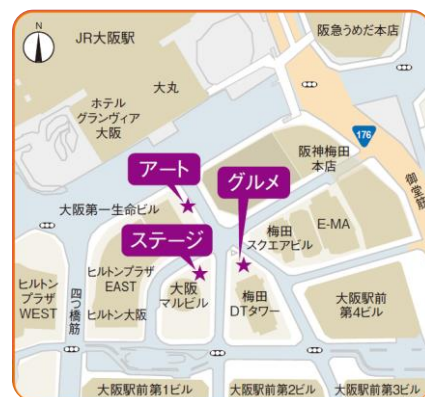 N
JR大阪駅
阪急うめだ本店
大丸
ホテル
グランヴィア
大阪
176
阪神梅田
本店
御堂筋
アート
グルメ
大阪第一生命ビル
ステージ
E-MA
梅田
スクエアビル
ヒルトンプラザ
EAST
ヒルトン大阪
ヒルトン
プラザ
WEST
四つ橋筋
大阪
マルビル
梅田
DTタワー
大阪駅前
第4ビル
大阪駅前第1ビル
大阪駅前第2ビル
大阪駅前第3ビル